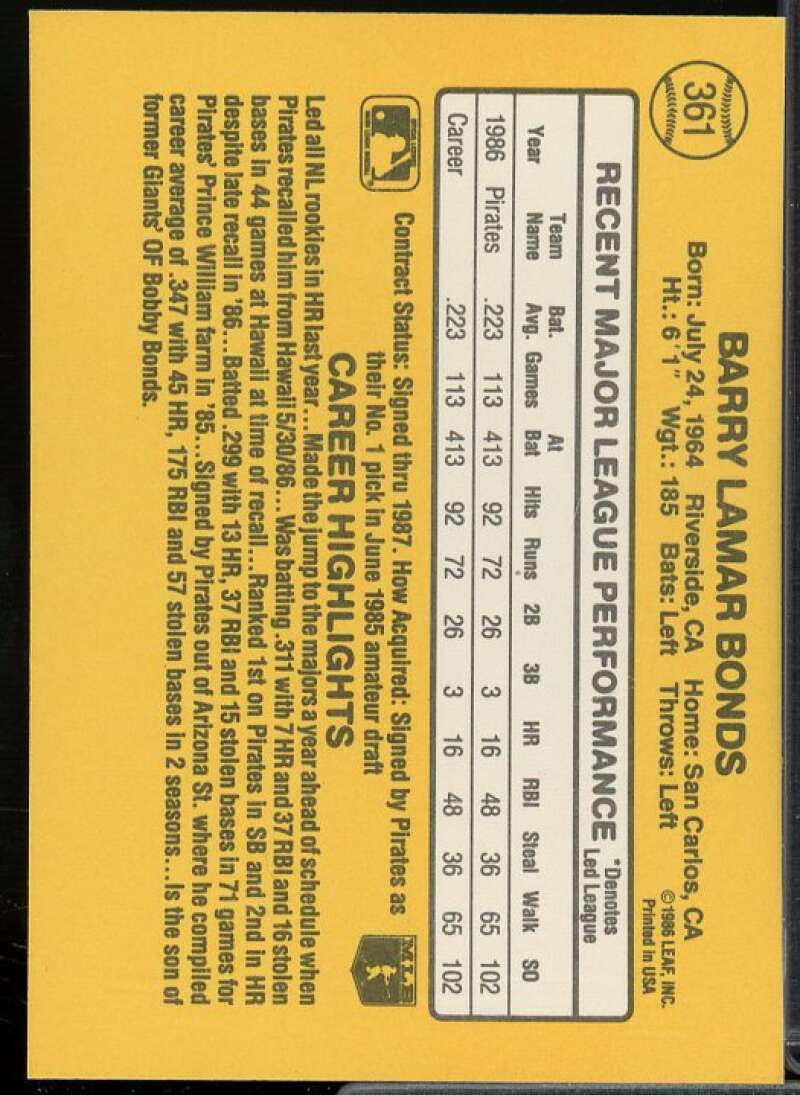 361
BARRY LAMAR BONDS
Born: July 24, 1964 Riverside, CA Home: San Carlos, CA
Ht.: 6'1" Wgt.: 185 Bats: Left Throws: Left
©1986 LEAF, INC.
Printed in USA
RECENT MAJOR LEAGUE PERFORMANCE *Denotes
Led League
Team Bat. At
Year Name Avg. Games Bat Hits Runs 2B 3B HR RBI Steal Walk SO
1986 Pirates .223 113 413 92 72 26 3 16 48 36 65 102
Career .223 113 413 92 72 26 3 16 48 36 65 102
Contract Status: Signed thru 1987. How Acquired: Signed by Pirates as
their No. 1 pick in June 1985 amateur draft
MLB
CAREER HIGHLIGHTS
Led all NL rookies in HR last year...Made the jump to the majors a year ahead of schedule when
Pirates recalled him from Hawaii 5/30/86...Was batting .311 with 7 HR and 37 RBI and 16 stolen
bases in 44 games at Hawaii at time of recall...Ranked 1st on Pirates in SB and 2nd in HR
despite late recall in '86...Batted .299 with 13 HR, 37 RBI and 15 stolen bases in 71 games for
Pirates' Prince William farm in '85...Signed by Pirates out of Arizona St. where he compiled
career average of .347 with 45 HR, 175 RBI and 57 stolen bases in 2 seasons...Is the son of
former Giants' OF Bobby Bonds.